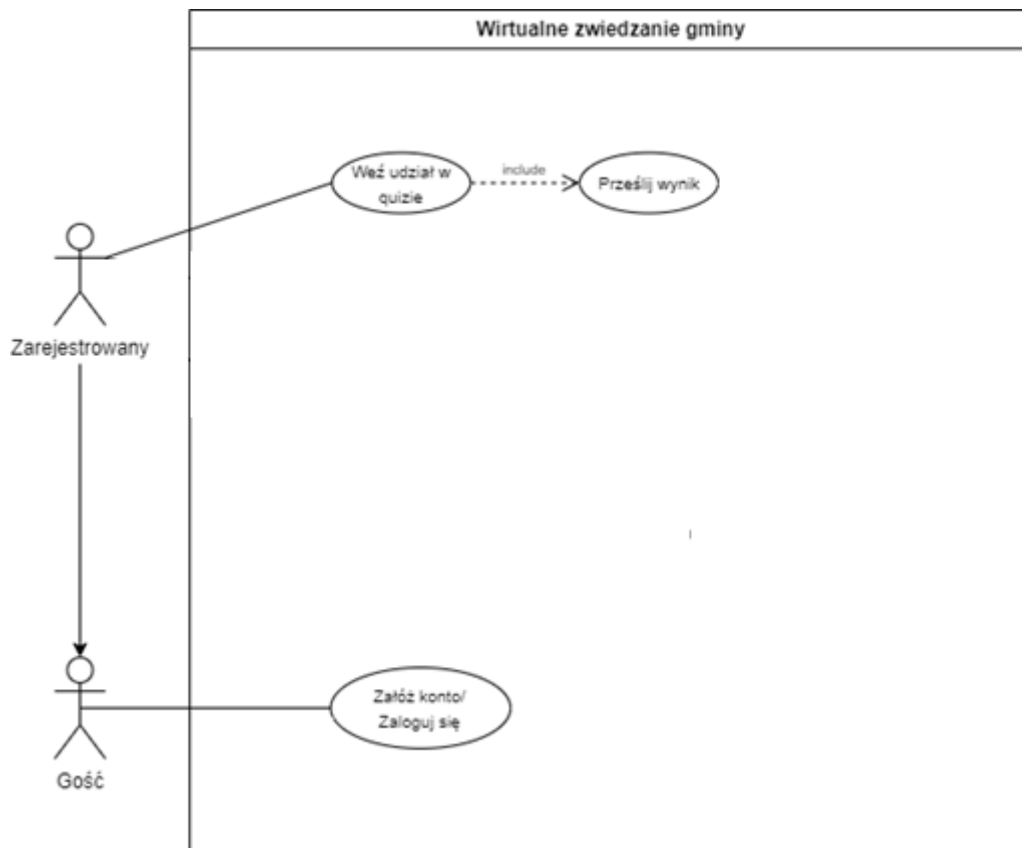 Wirtualne zwiedzanie gminy
Weź udział w
quizie
include
Prześlij wynik
Zarejestrowany
Załóż konto/
Zaloguj się
Gość